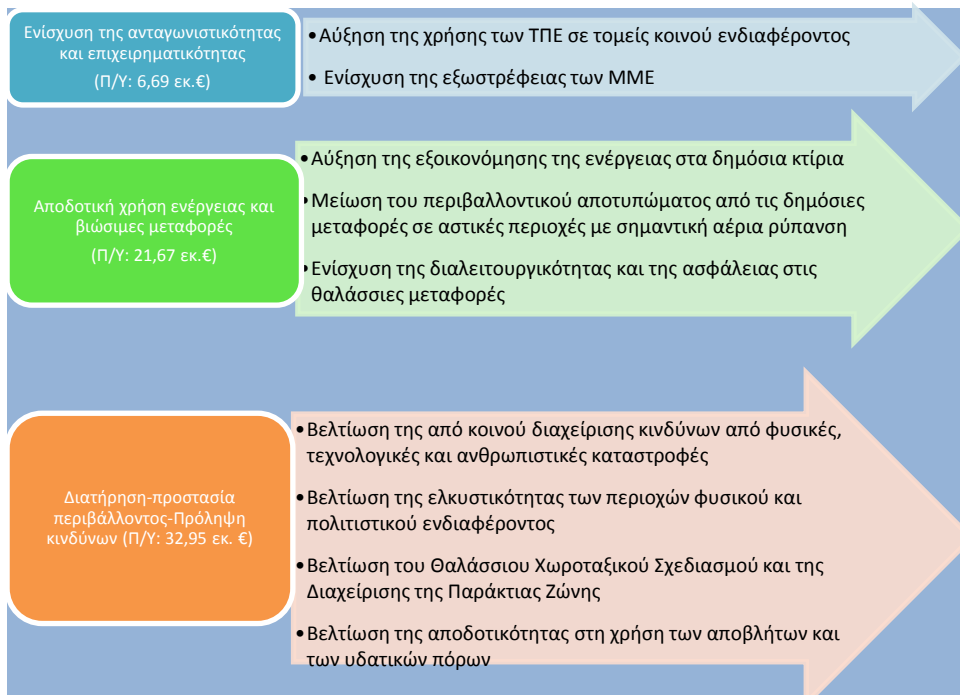 Ενίσχυση της ανταγωνιστικότητας
και επιχειρηματικότητας
(Π/Υ: 6,69 εκ.€)
•Αύξηση της χρήσης των ΤΠΕ σε τομείς κοινού ενδιαφέροντος
• Ενίσχυση της εξωστρέφειας των ΜΜΕ
Αποδοτική χρήση ενέργειας και
βιώσιμες μεταφορές
(Π/Υ: 21,67 εκ.€)
•Αύξηση της εξοικονόμησης της ενέργειας στα δημόσια κτίρια
•Μείωση του περιβαλλοντικού αποτυπώματος από τις δημόσιες
μεταφορές σε αστικές περιοχές με σημαντική αέρια ρύπανση
•Ενίσχυση της διαλειτουργικότητας και της ασφάλειας στις
θαλάσσιες μεταφορές
Διατήρηση-προστασία
περιβάλλοντος-Πρόληψη
κινδύνων (Π/Υ: 32,95 εκ. €)
•Βελτίωση της από κοινού διαχείρισης κινδύνων από φυσικές,
τεχνολογικές και ανθρωπιστικές καταστροφές
•Βελτίωση της ελκυστικότητας των περιοχών φυσικού και
πολιτιστικού ενδιαφέροντος
•Βελτίωση του Θαλάσσιου Χωροταξικού Σχεδιασμού και της
Διαχείρισης της Παράκτιας Ζώνης
•Βελτίωση της αποδοτικότητας στη χρήση των αποβλήτων και
των υδατικών πόρων